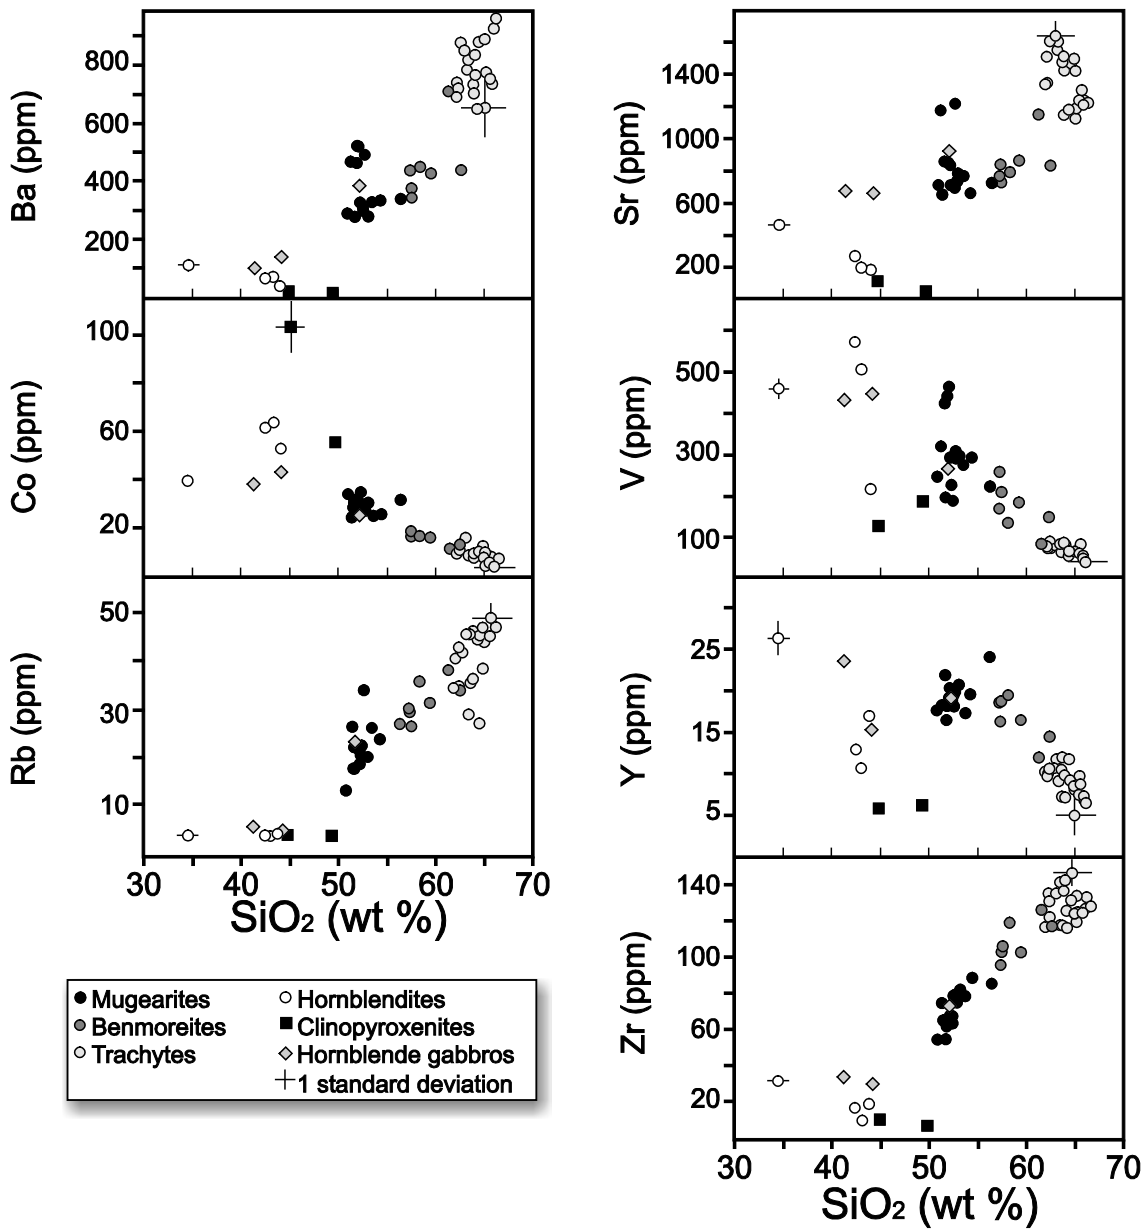 800
600
400
200
Ba (ppm)
100
60
20
Co (ppm)
50
30
10
Rb (ppm)
30 40 50 60 70
SiO2 (wt %)
1400
1000
600
200
Sr (ppm)
500
300
100
V (ppm)
25
15
5
Y (ppm)
140
100
60
20
Zr (ppm)
30 40 50 60 70
SiO2 (wt %)
Mugearites
Benmoreites
Trachytes
Hornblendites
Clinopyroxenites
Hornblende gabbros
1 standard deviation